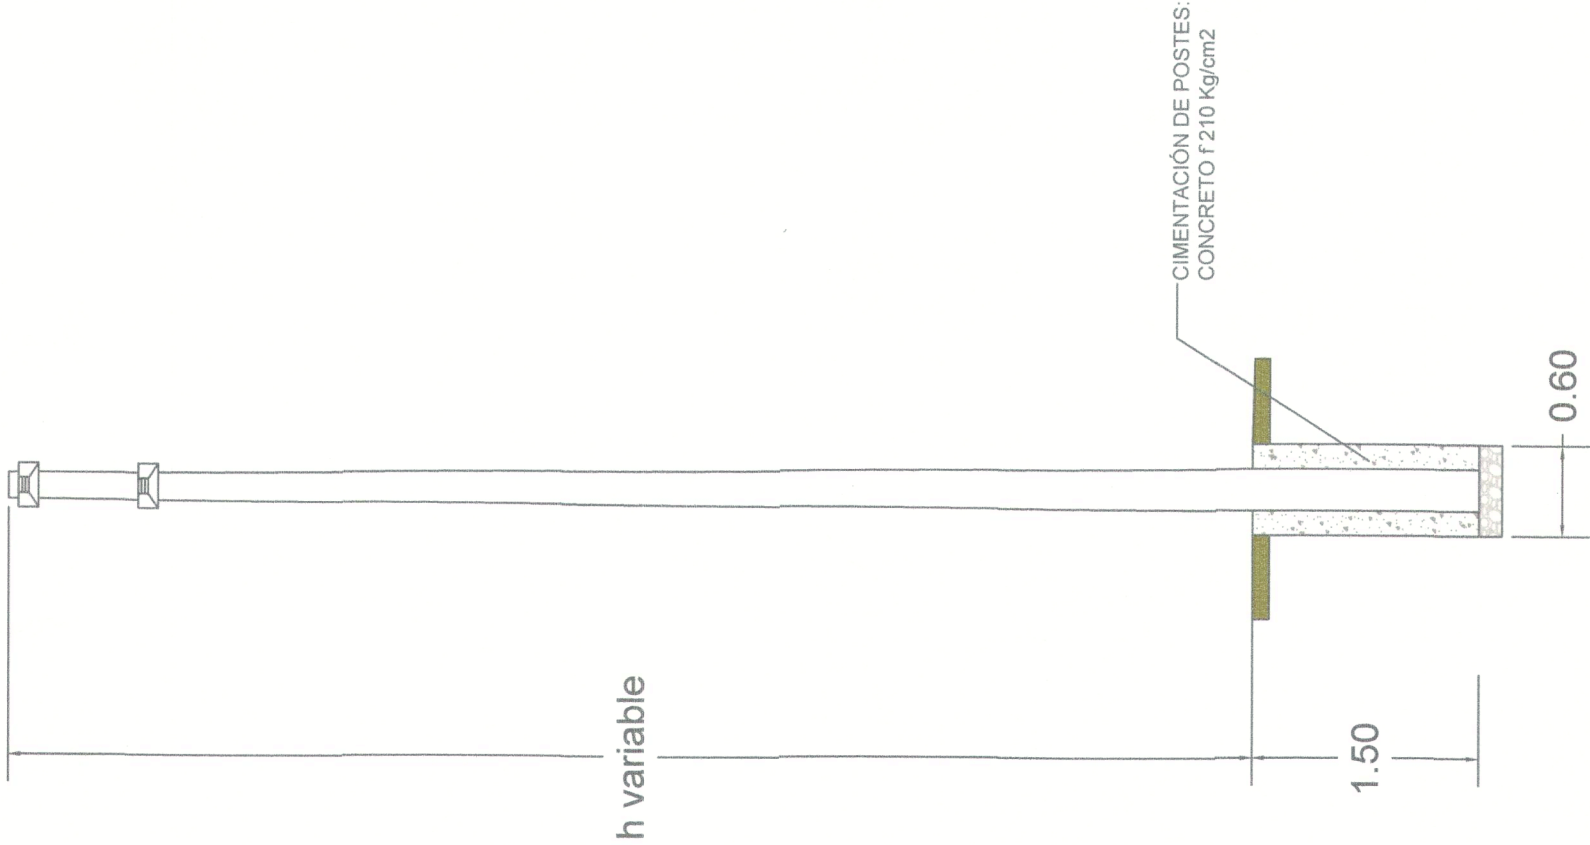 h variable
CIMENTACIÓN DE POSTES:
CONCRETO f 210 Kg/cm2
1.50
0.60